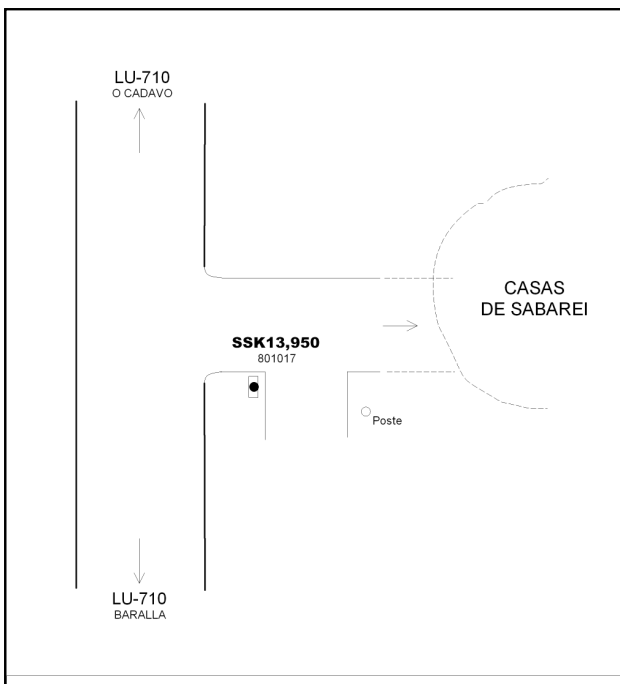 LU-710
O CADAVO
CASAS
DE SABAREI
SSK13,950
801017
Poste
LU-710
BARALLA